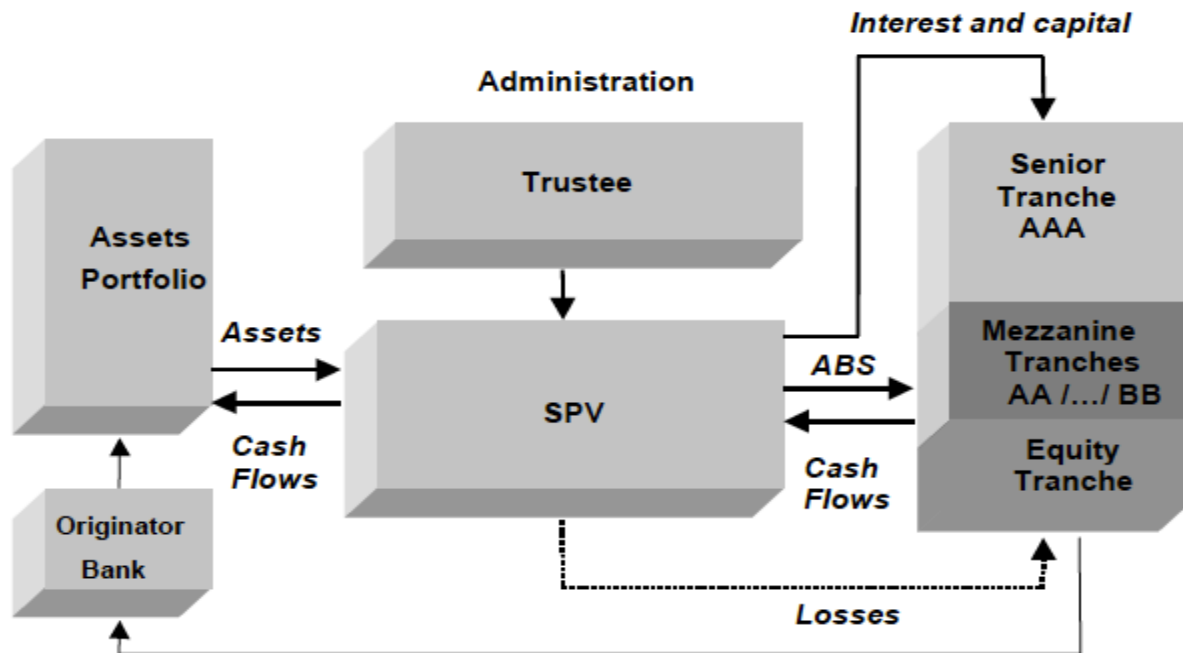 Interest and capital
Administration
Trustee
Senior
Tranche
AAA
Assets
Portfolio
Assets
Cash
Flows
SPV
ABS
Cash
Flows
Mezzanine
Tranches
AA /.../ BB
Equity
Tranche
Originator
Bank
Losses